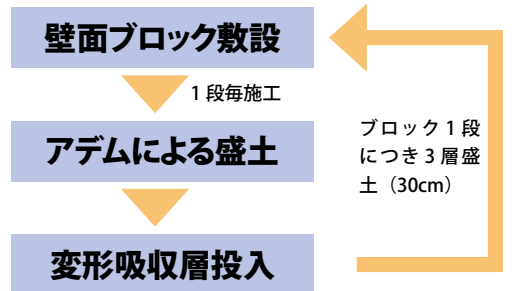 壁面ブロック敷設
1段毎施工
アデムによる盛土
ブロック1段
につき3層盛
土（30cm）
変形吸収層投入